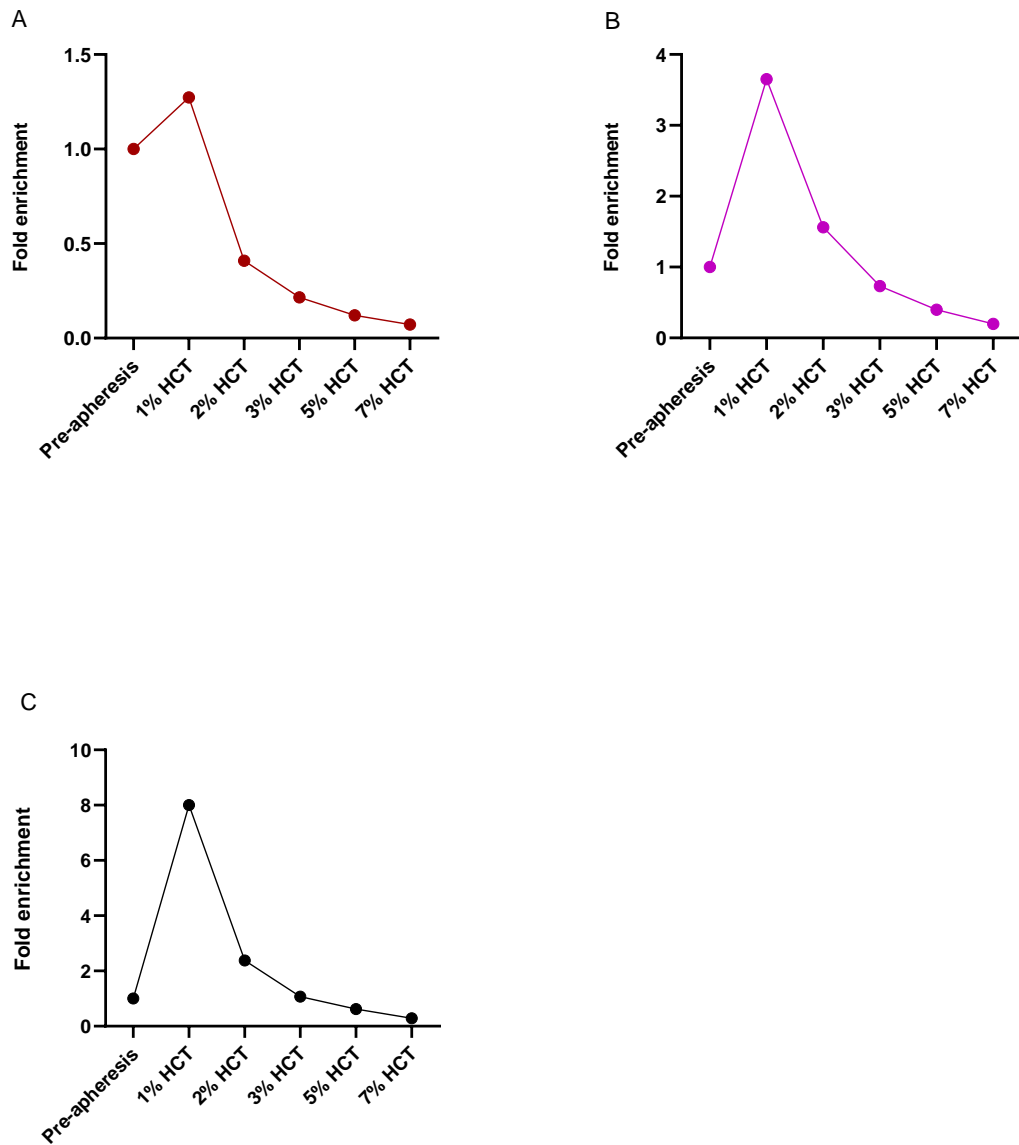 A
Fold enrichment
1.5
1.0
0.5
0.0
Pre-apheresis
1% HCT
2% HCT
3% HCT
5% HCT
7% HCT
B
Fold enrichment
4
3
2
1
0
Pre-apheresis
1% HCT
2% HCT
3% HCT
5% HCT
7% HCT
C
Fold enrichment
10
8
6
4
2
0
Pre-apheresis
1% HCT
2% HCT
3% HCT
5% HCT
7% HCT